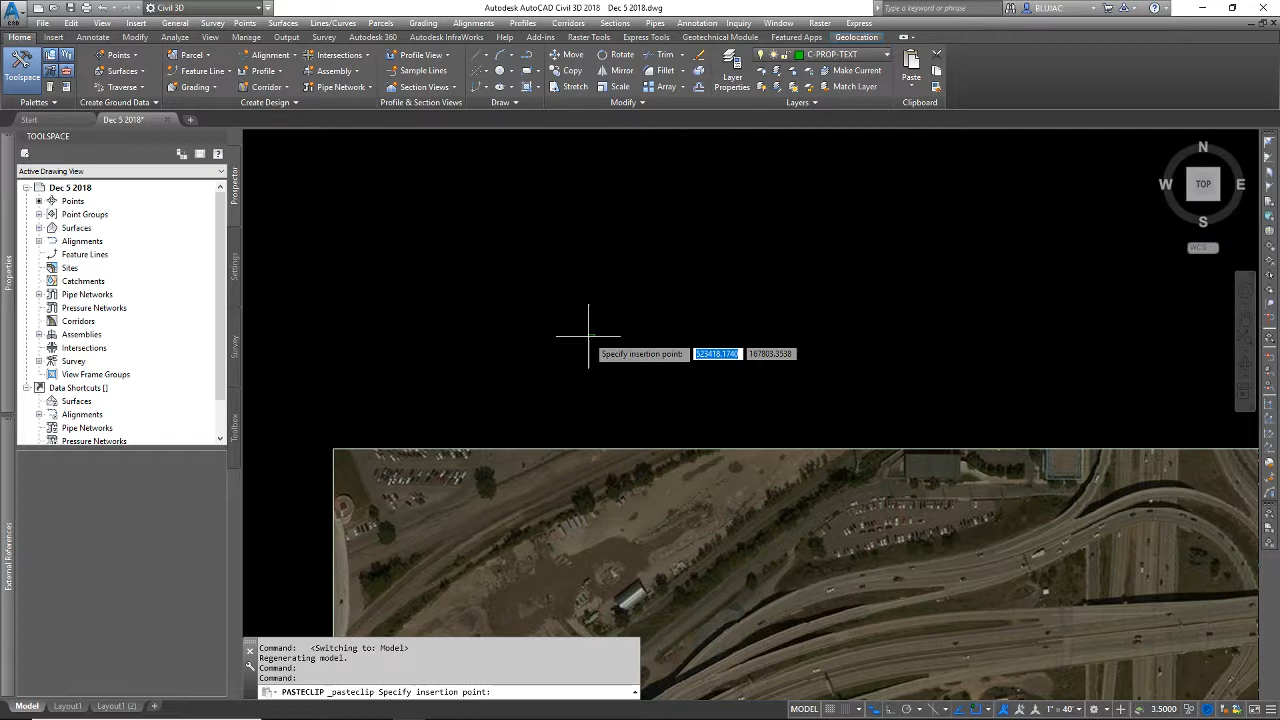 Civil 3D
Autodesk AutoCAD Civil 3D 2018 Dec 5 2018.dwg
Type a keyword or phrase
BLIJAC
C3D
File Edit View Insert General Survey Points Surfaces Lines/Curves Parcels Grading Alignments Profiles Corridors Sections Pipes Annotation Inquiry Window Raster Express
Home Insert Annotate Modify Analyze View Manage Output Survey Autodesk 360 Autodesk InfraWorks Help Add-ins Raster Tools Express Tools Geotechnical Module Featured Apps Geolocation
Toolspace
Points
Surfaces
Traverse
Parcel
Feature Line
Grading
Alignment
Profile
Corridor
Intersections
Assembly
Pipe Network
Profile View
Sample Lines
Section Views
Move
Copy
Stretch
Rotate
Mirror
Scale
Trim
Fillet
Array
Layer
Properties
C-PROP-TEXT
Make Current
Match Layer
Paste
Palettes
Create Ground Data
Create Design
Profile & Section Views
Draw
Modify
Layers
Clipboard
Start
Dec 5 2018*
TOOLSPACE
Active Drawing View
Dec 5 2018
Points
Point Groups
Surfaces
Alignments
Feature Lines
Sites
Catchments
Pipe Networks
Pressure Networks
Corridors
Assemblies
Intersections
Survey
View Frame Groups
Data Shortcuts []
Surfaces
Alignments
Pipe Networks
Pressure Networks
Prospector
Settings
Survey
Toolbox
Properties
External References
N
W TOP E
S
WCS
Specify insertion point: 523418.1740 167803.3538
Command: <Switching to: Model>
Regenerating model.
Command:
Command:
PASTECLIP _pasteclip Specify insertion point:
Model Layout1 Layout1 (2)
MODEL
1" = 40'
3.5000